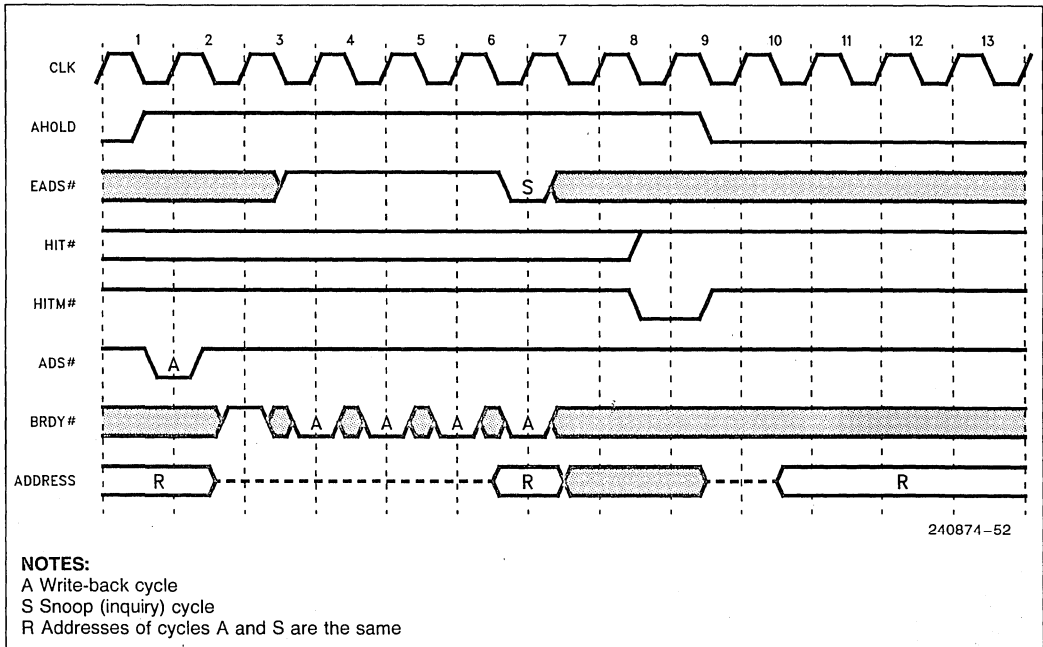 1 2 3 4 5 6 7 8 9 10 11 12 13
CLK
AHOLD
EADS# S
HIT#
HITM#
ADS# A
BRDY# A A A A
ADDRESS R R R
240874–52
NOTES:
A Write-back cycle
S Snoop (inquiry) cycle
R Addresses of cycles A and S are the same